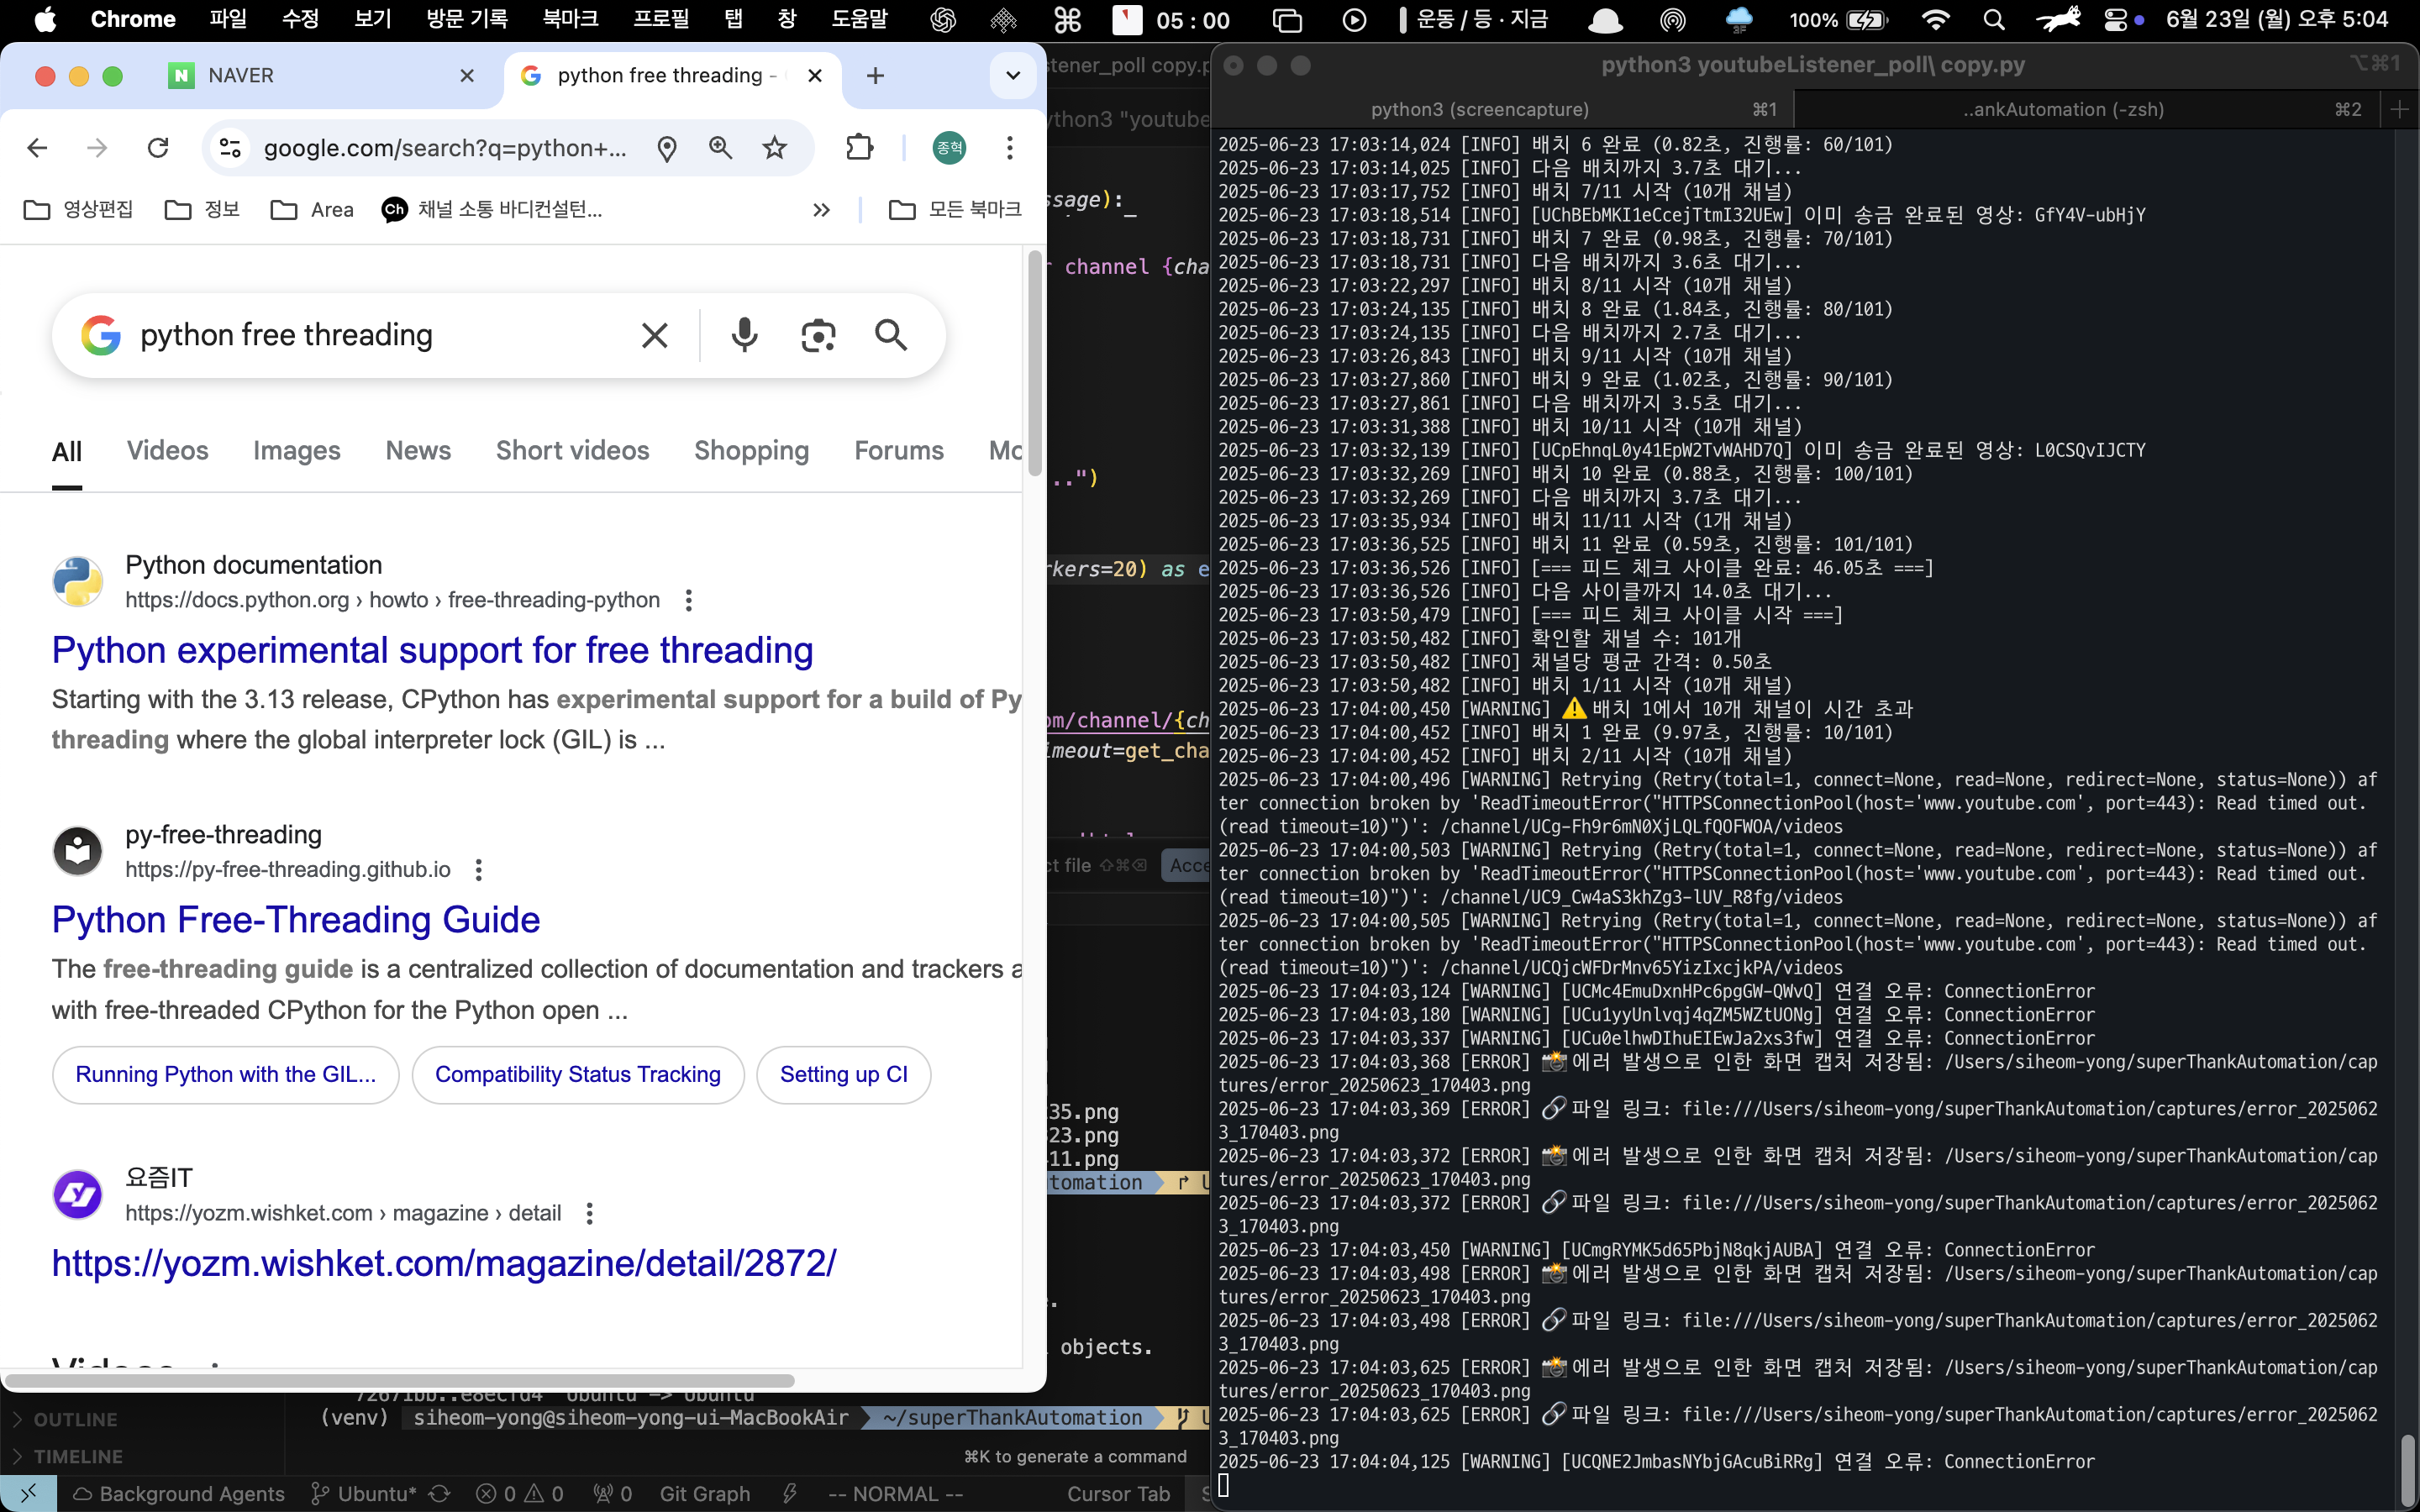 Chrome 파일 수정 보기 방문 기록 북마크 프로필 탭 창 도움말 05 : 00 운동 / 등 · 지금 100% 6월 23일 (월) 오후 5:04
NAVER
python free threading -
google.com/search?q=python+...
종혁
영상편집 정보 Area 채널 소통 바디컨설턴... 모든 북마크
python free threading
All Videos Images News Short videos Shopping Forums
Python documentation
https://docs.python.org › howto › free-threading-python
Python experimental support for free threading
Starting with the 3.13 release, CPython has experimental support for a build of Py
threading where the global interpreter lock (GIL) is ...
py-free-threading
https://py-free-threading.github.io
Python Free-Threading Guide
The free-threading guide is a centralized collection of documentation and trackers a
with free-threaded CPython for the Python open ...
Running Python with the GIL... Compatibility Status Tracking Setting up CI
요즘IT
https://yozm.wishket.com › magazine › detail
https://yozm.wishket.com/magazine/detail/2872/
stener_poll copy.p
ython3 "youtube
ssage):
r channel {cha
..")
rkers=20) as e
om/channel/{ch
imeout=get_cha
ct file
Acce
35.png
23.png
11.png
tomation
objects.
(venv) siheom-yong@siheom-yong-ui-MacBookAir ~/superThankAutomation
OUTLINE
TIMELINE
⌘K to generate a command
Background Agents Ubuntu* 0 0 0 Git Graph -- NORMAL -- Cursor Tab
python3 youtubeListener_poll\ copy.py ⌥⌘1
python3 (screencapture) ⌘1 ..ankAutomation (-zsh) ⌘2
2025-06-23 17:03:14,024 [INFO] 배치 6 완료 (0.82초, 진행률: 60/101)
2025-06-23 17:03:14,025 [INFO] 다음 배치까지 3.7초 대기...
2025-06-23 17:03:17,752 [INFO] 배치 7/11 시작 (10개 채널)
2025-06-23 17:03:18,514 [INFO] [UChBEbMKI1eCcejTtmI32UEw] 이미 송금 완료된 영상: GfY4V-ubHjY
2025-06-23 17:03:18,731 [INFO] 배치 7 완료 (0.98초, 진행률: 70/101)
2025-06-23 17:03:18,731 [INFO] 다음 배치까지 3.6초 대기...
2025-06-23 17:03:22,297 [INFO] 배치 8/11 시작 (10개 채널)
2025-06-23 17:03:24,135 [INFO] 배치 8 완료 (1.84초, 진행률: 80/101)
2025-06-23 17:03:24,135 [INFO] 다음 배치까지 2.7초 대기...
2025-06-23 17:03:26,843 [INFO] 배치 9/11 시작 (10개 채널)
2025-06-23 17:03:27,860 [INFO] 배치 9 완료 (1.02초, 진행률: 90/101)
2025-06-23 17:03:27,861 [INFO] 다음 배치까지 3.5초 대기...
2025-06-23 17:03:31,388 [INFO] 배치 10/11 시작 (10개 채널)
2025-06-23 17:03:32,139 [INFO] [UCpEhnqL0y41EpW2TvWAHD7Q] 이미 송금 완료된 영상: L0CSQvIJCTY
2025-06-23 17:03:32,269 [INFO] 배치 10 완료 (0.88초, 진행률: 100/101)
2025-06-23 17:03:32,269 [INFO] 다음 배치까지 3.7초 대기...
2025-06-23 17:03:35,934 [INFO] 배치 11/11 시작 (1개 채널)
2025-06-23 17:03:36,525 [INFO] 배치 11 완료 (0.59초, 진행률: 101/101)
2025-06-23 17:03:36,526 [INFO] [=== 피드 체크 사이클 완료: 46.05초 ===]
2025-06-23 17:03:36,526 [INFO] 다음 사이클까지 14.0초 대기...
2025-06-23 17:03:50,479 [INFO] [=== 피드 체크 사이클 시작 ===]
2025-06-23 17:03:50,482 [INFO] 확인할 채널 수: 101개
2025-06-23 17:03:50,482 [INFO] 채널당 평균 간격: 0.50초
2025-06-23 17:03:50,482 [INFO] 배치 1/11 시작 (10개 채널)
2025-06-23 17:04:00,450 [WARNING] ⚠️ 배치 1에서 10개 채널이 시간 초과
2025-06-23 17:04:00,452 [INFO] 배치 1 완료 (9.97초, 진행률: 10/101)
2025-06-23 17:04:00,452 [INFO] 배치 2/11 시작 (10개 채널)
2025-06-23 17:04:00,496 [WARNING] Retrying (Retry(total=1, connect=None, read=None, redirect=None, status=None)) af
ter connection broken by 'ReadTimeoutError("HTTPSConnectionPool(host='www.youtube.com', port=443): Read timed out.
(read timeout=10)")': /channel/UCg-Fh9r6mN0XjLQLfQOFWOA/videos
2025-06-23 17:04:00,503 [WARNING] Retrying (Retry(total=1, connect=None, read=None, redirect=None, status=None)) af
ter connection broken by 'ReadTimeoutError("HTTPSConnectionPool(host='www.youtube.com', port=443): Read timed out.
(read timeout=10)")': /channel/UC9_Cw4aS3khZg3-lUV_R8fg/videos
2025-06-23 17:04:00,505 [WARNING] Retrying (Retry(total=1, connect=None, read=None, redirect=None, status=None)) af
ter connection broken by 'ReadTimeoutError("HTTPSConnectionPool(host='www.youtube.com', port=443): Read timed out.
(read timeout=10)")': /channel/UCQjcWFDrMnv65YizIxcjkPA/videos
2025-06-23 17:04:03,124 [WARNING] [UCMc4EmuDxnHPc6pgGW-QWvQ] 연결 오류: ConnectionError
2025-06-23 17:04:03,180 [WARNING] [UCu1yyUnlvqj4qZM5WZtUONg] 연결 오류: ConnectionError
2025-06-23 17:04:03,337 [WARNING] [UCu0elhwDIhuEIEwJa2xs3fw] 연결 오류: ConnectionError
2025-06-23 17:04:03,368 [ERROR] 📸 에러 발생으로 인한 화면 캡처 저장됨: /Users/siheom-yong/superThankAutomation/cap
tures/error_20250623_170403.png
2025-06-23 17:04:03,369 [ERROR] 🔗 파일 링크: file:///Users/siheom-yong/superThankAutomation/captures/error_2025062
3_170403.png
2025-06-23 17:04:03,372 [ERROR] 📸 에러 발생으로 인한 화면 캡처 저장됨: /Users/siheom-yong/superThankAutomation/cap
tures/error_20250623_170403.png
2025-06-23 17:04:03,372 [ERROR] 🔗 파일 링크: file:///Users/siheom-yong/superThankAutomation/captures/error_2025062
3_170403.png
2025-06-23 17:04:03,450 [WARNING] [UCmgRYMK5d65PbjN8qkjAUBA] 연결 오류: ConnectionError
2025-06-23 17:04:03,498 [ERROR] 📸 에러 발생으로 인한 화면 캡처 저장됨: /Users/siheom-yong/superThankAutomation/cap
tures/error_20250623_170403.png
2025-06-23 17:04:03,498 [ERROR] 🔗 파일 링크: file:///Users/siheom-yong/superThankAutomation/captures/error_2025062
3_170403.png
2025-06-23 17:04:03,625 [ERROR] 📸 에러 발생으로 인한 화면 캡처 저장됨: /Users/siheom-yong/superThankAutomation/cap
tures/error_20250623_170403.png
2025-06-23 17:04:03,625 [ERROR] 🔗 파일 링크: file:///Users/siheom-yong/superThankAutomation/captures/error_2025062
3_170403.png
2025-06-23 17:04:04,125 [WARNING] [UCQNE2JmbasNYbjGAcuBiRRg] 연결 오류: ConnectionError